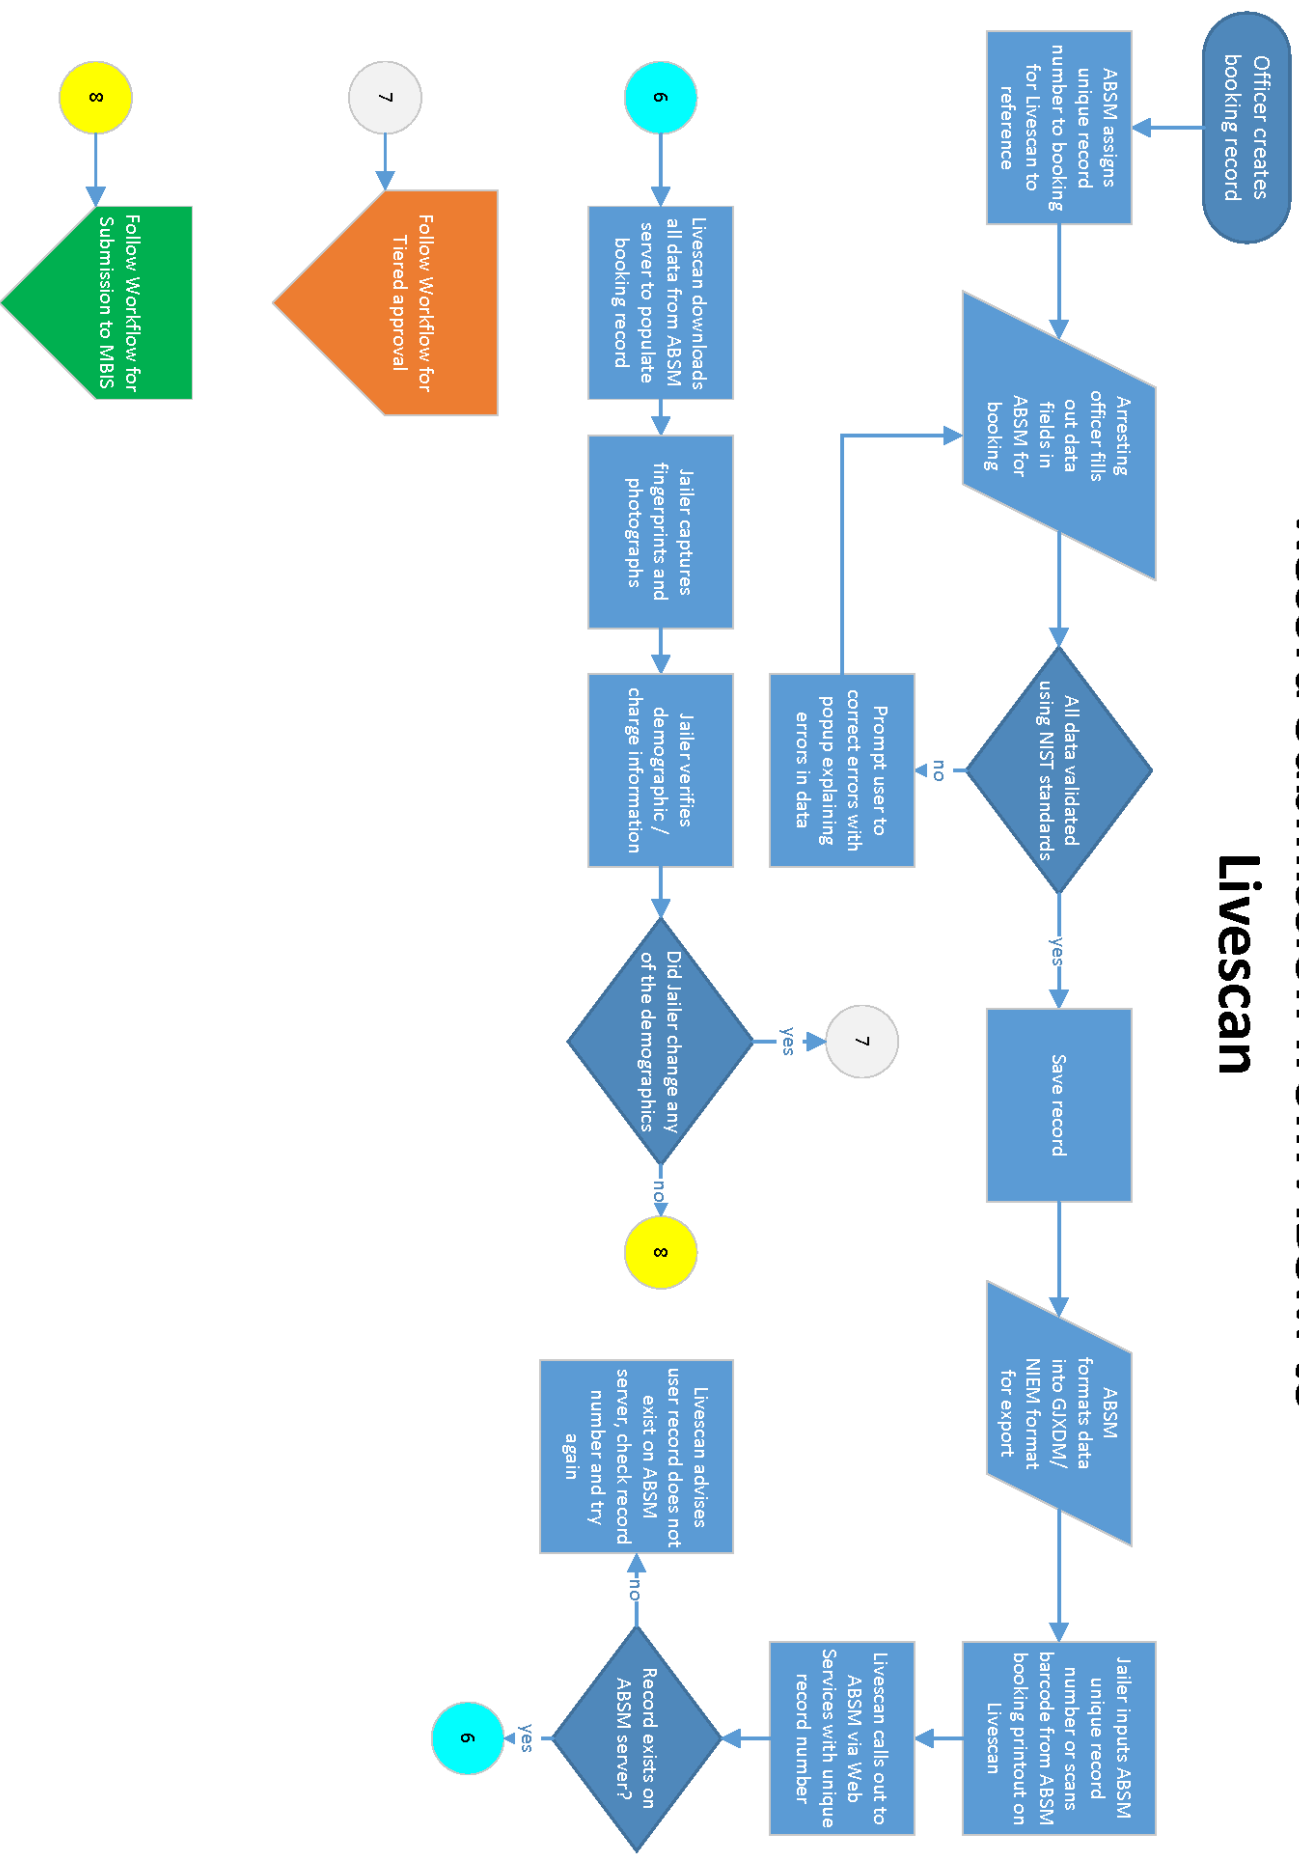 Livescan
Officer creates
booking record
ABSM assigns
unique record
number to booking
for Livescan to
reference
Arresting
officer fills
out data
fields in
ABSM for
booking
All data validated
using NIST standards
no
Prompt user to
correct errors with
popup explaining
errors in data
yes
Save record
ABSM
formats data
into GJXDM/
NIEM format
for export
Jailer inputs ABSM
unique record
number or scans
barcode from ABSM
booking printout on
Livescan
Livescan calls out to
ABSM via Web
Services with unique
record number
Record exists on
ABSM server?
no
Livescan advises
user record does not
exist on ABSM
server, check record
number and try
again
yes
6
6
Livescan downloads
all data from ABSM
server to populate
booking record
Jailer captures
fingerprints and
photographs
Jailer verifies
demographic /
charge information
Did Jailer change any
of the demographics
yes
7
no
8
7
Follow Workflow for
Tiered approval
8
Follow Workflow for
Submission to MBIS